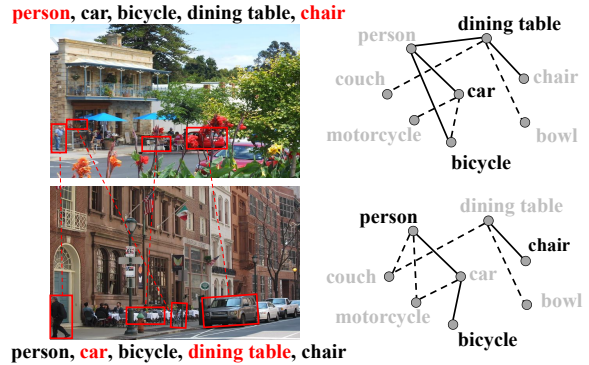 person, car, bicycle, dining table, chair
person
dining table
couch
car
chair
motorcycle
bowl
bicycle
person
dining table
chair
couch
car
motorcycle
bowl
bicycle
person, car, bicycle, dining table, chair